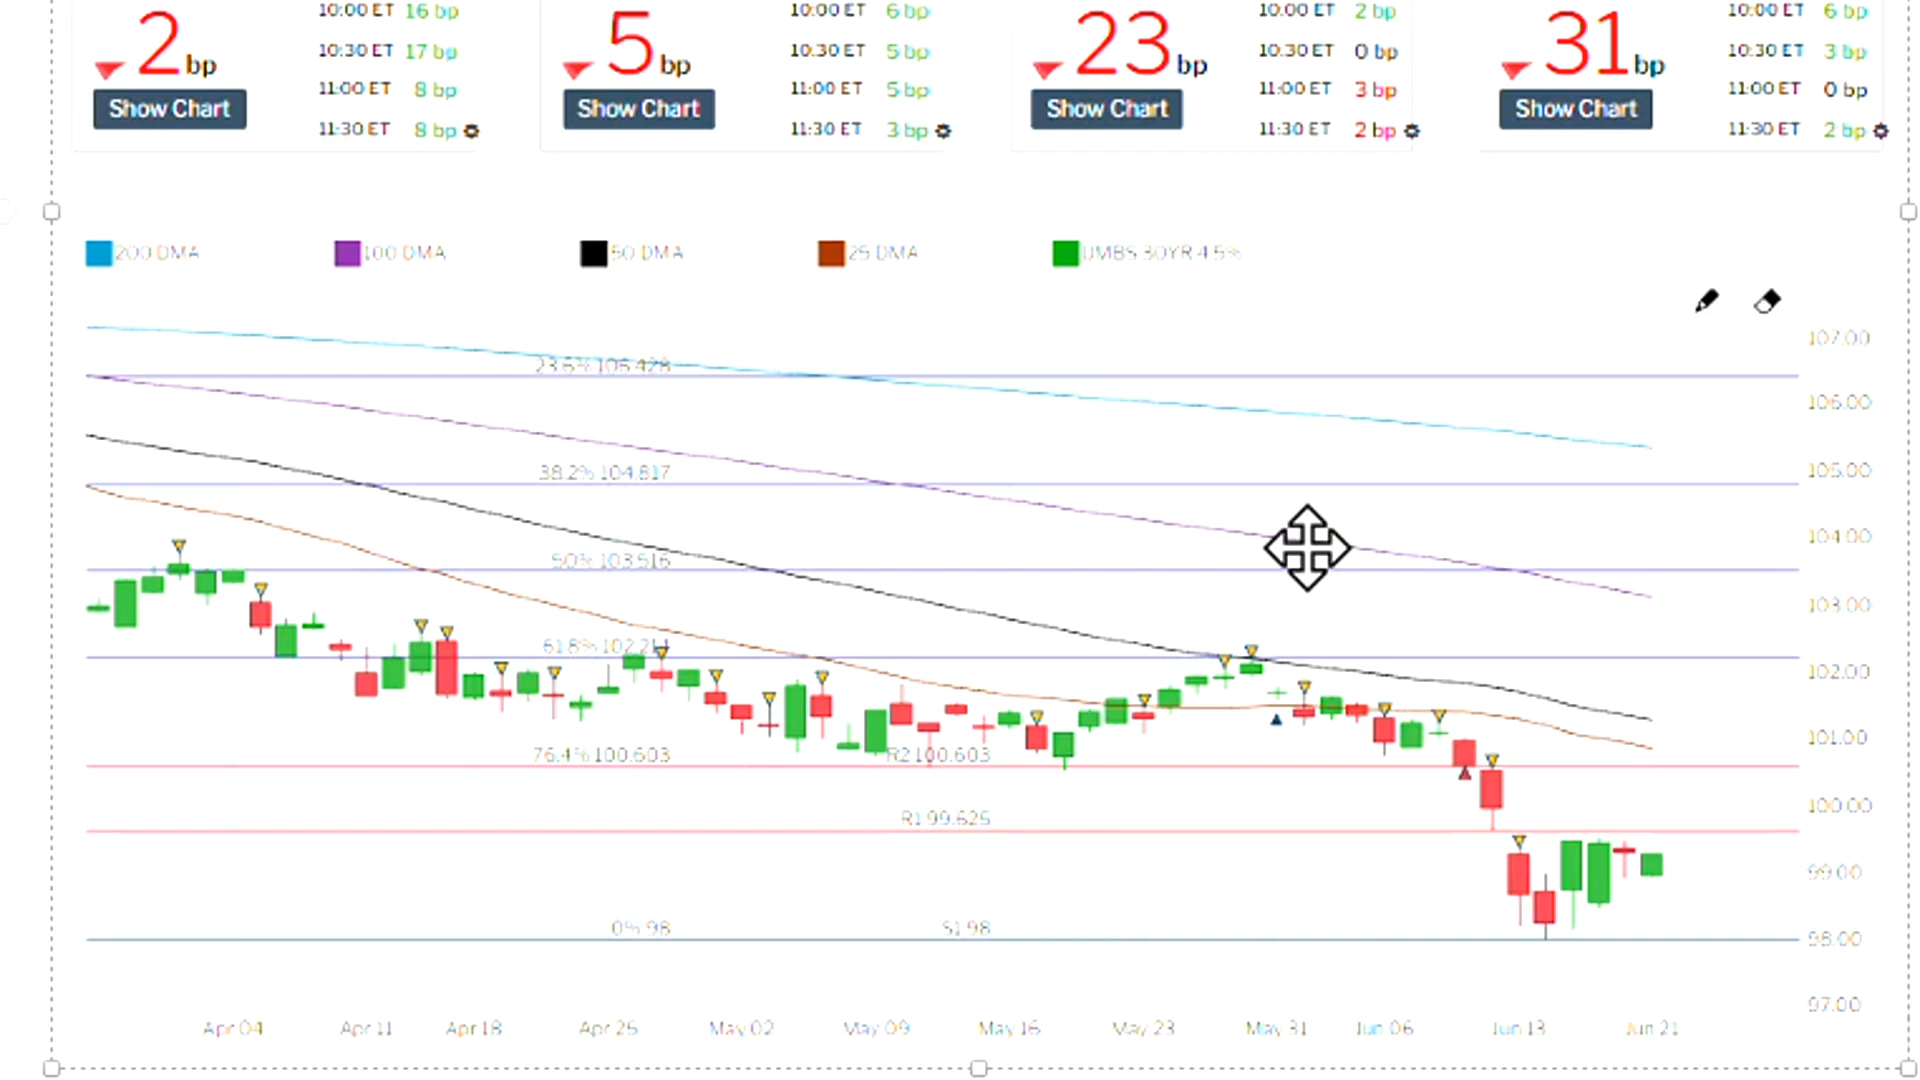 10:00 ET 16 bp 10:00 ET 6 bp 10:00 ET 2 bp 10:00 ET 6 bp
2 bp 10:30 ET 17 bp 5 bp 10:30 ET 5 bp 23 bp 10:30 ET 0 bp 31 bp 10:30 ET 3 bp
11:00 ET 8 bp 11:00 ET 5 bp 11:00 ET 3 bp 11:00 ET 0 bp
Show Chart Show Chart Show Chart Show Chart
11:30 ET 8 bp 11:30 ET 3 bp 11:30 ET 2 bp 11:30 ET 2 bp
200 DMA 100 DMA 50 DMA 25 DMA UMBS 30YR 4.5%
107.00
23.6% 106.428
106.00
38.2% 104.817
105.00
104.00
50% 103.516
103.00
61.8% 102.214
102.00
101.00
76.4% 100.603 R2 100.603
100.00
R1 99.625
99.00
0% 98 S1 98
98.00
97.00
Apr 04 Apr 11 Apr 18 Apr 25 May 02 May 09 May 16 May 23 May 31 Jun 06 Jun 13 Jun 21